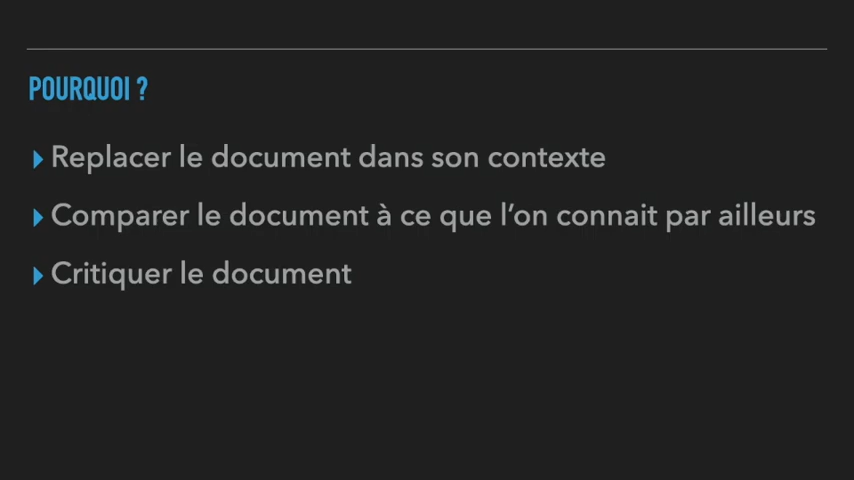 POURQUOI ?
Replacer le document dans son contexte
Comparer le document à ce que l’on connait par ailleurs
Critiquer le document